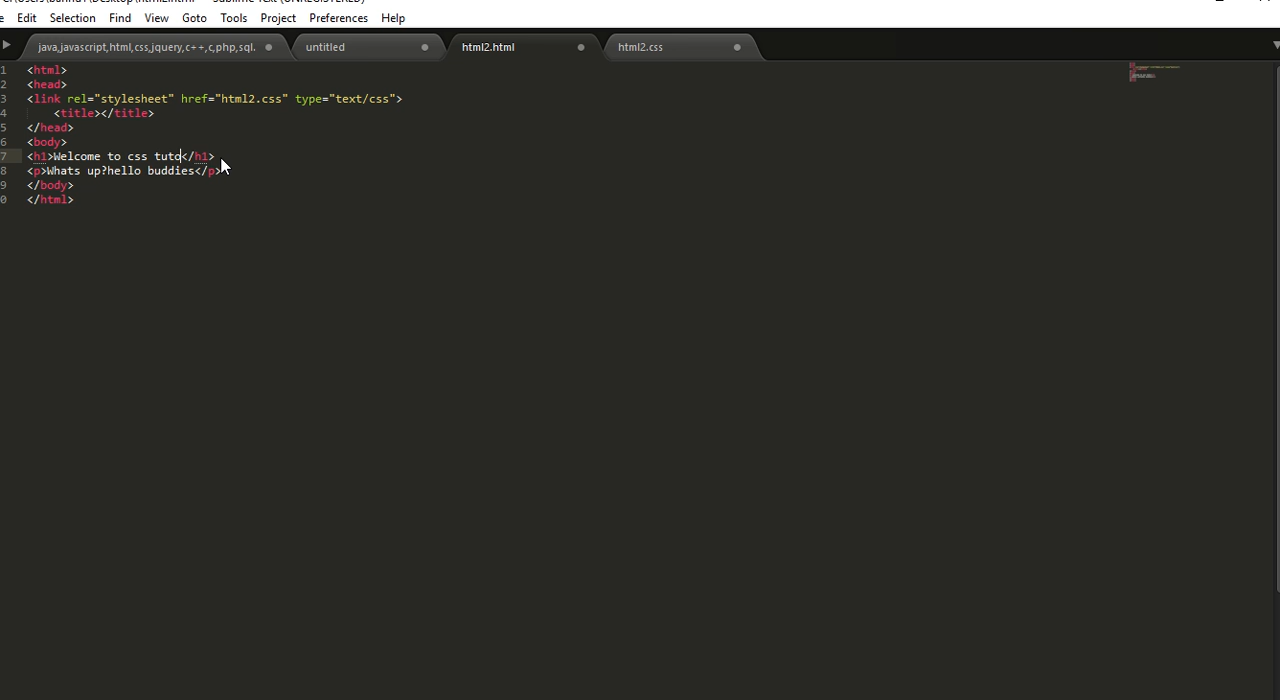 Edit Selection Find View Goto Tools Project Preferences Help
java,javascript,html,css,jquery,c++,c,php,sql. untitled html2.html html2.css
1 <html>
2 <head>
3 <link rel="stylesheet" href="html2.css" type="text/css">
4 <title></title>
5 </head>
6 <body>
7 <h1>Welcome to css tuto</h1>
8 <p>Whats up?hello buddies</p>
9 </body>
0 </html>